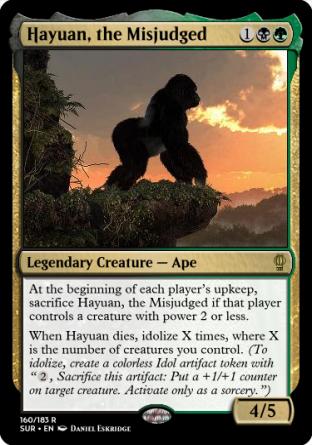 Hayuan, the Misjudged 1
Legendary Creature — Ape
At the beginning of each player's upkeep,
sacrifice Hayuan, the Misjudged if that player
controls a creature with power 2 or less.
When Hayuan dies, idolize X times, where X
is the number of creatures you control. (To
idolize, create a colorless Idol artifact token with
“2, Sacrifice this artifact: Put a +1/+1 counter
on target creature. Activate only as a sorcery.”)
4/5
160/183 R
SUR • EN Daniel Eskridge